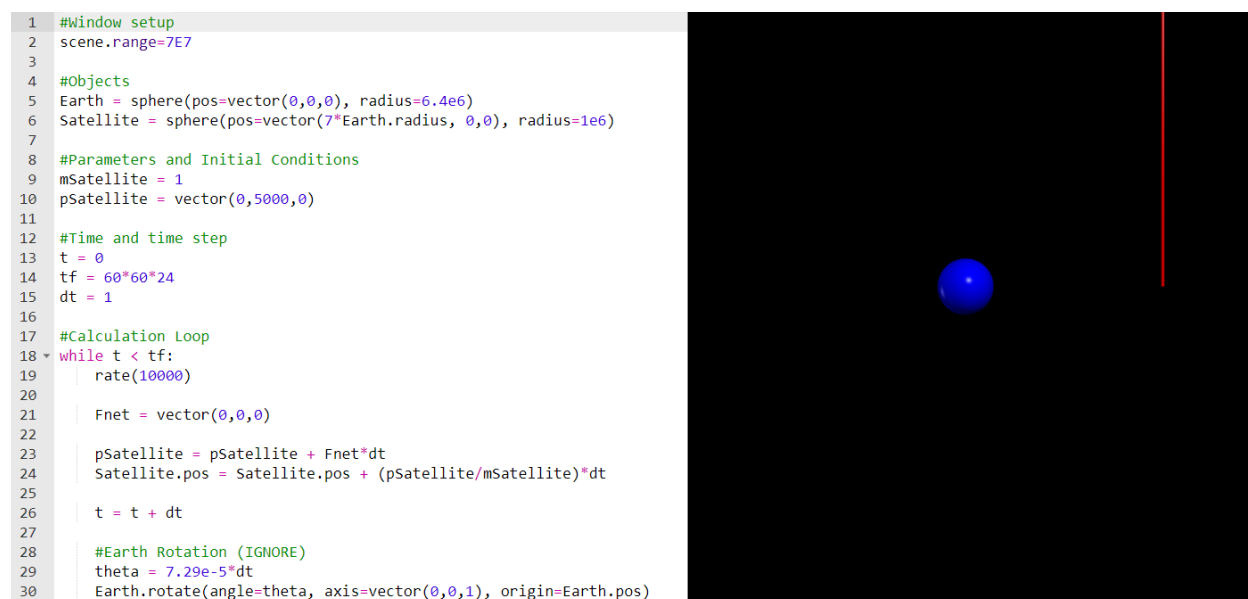 1 #Window setup
2 scene.range=7E7
3
4 #Objects
5 Earth = sphere(pos=vector(0,0,0), radius=6.4e6)
6 Satellite = sphere(pos=vector(7*Earth.radius, 0,0), radius=1e6)
7
8 #Parameters and Initial Conditions
9 mSatellite = 1
10 pSatellite = vector(0,5000,0)
11
12 #Time and time step
13 t = 0
14 tf = 60*60*24
15 dt = 1
16
17 #Calculation Loop
18 while t < tf:
19 rate(10000)
20
21 Fnet = vector(0,0,0)
22
23 pSatellite = pSatellite + Fnet*dt
24 Satellite.pos = Satellite.pos + (pSatellite/mSatellite)*dt
25
26 t = t + dt
27
28 #Earth Rotation (IGNORE)
29 theta = 7.29e-5*dt
30 Earth.rotate(angle=theta, axis=vector(0,0,1), origin=Earth.pos)